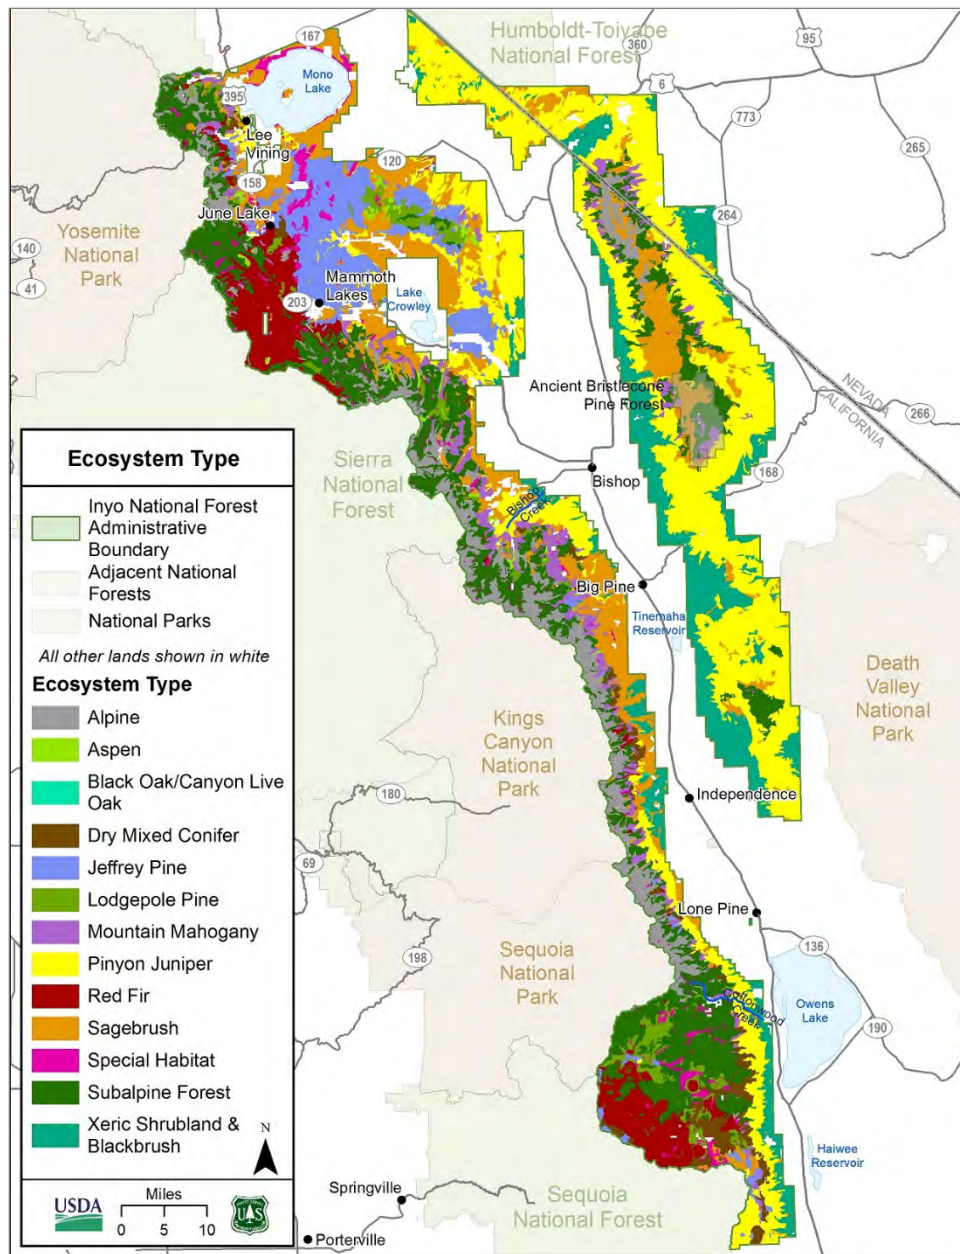 Humboldt-Toiyabe
National Forest
167
360
95
6
Mono
Lake
395
773
Lee
Vining
120
265
158
264
June Lake
Yosemite
National
Park
140
41
Mammoth
Lakes
203
Lake
Crowley
Ancient Bristlecone
Pine Forest
NEVADA
CALIFORNIA
266
168
Sierra
National
Forest
Bishop
Bishop
Creek
Big Pine
Tinemaha
Reservoir
Death
Valley
National
Park
Kings
Canyon
National
Park
180
Independence
69
Lone Pine
136
198
Sequoia
National
Park
Cottonwood
Creek
Owens
Lake
190
Haiwee
Reservoir
Springville
Sequoia
National Forest
Porterville
Ecosystem Type
Inyo National Forest
Administrative
Boundary
Adjacent National
Forests
National Parks
All other lands shown in white
Ecosystem Type
Alpine
Aspen
Black Oak/Canyon Live
Oak
Dry Mixed Conifer
Jeffrey Pine
Lodgepole Pine
Mountain Mahogany
Pinyon Juniper
Red Fir
Sagebrush
Special Habitat
Subalpine Forest
Xeric Shrubland &
Blackbrush
N
USDA
Miles
0 5 10
U S